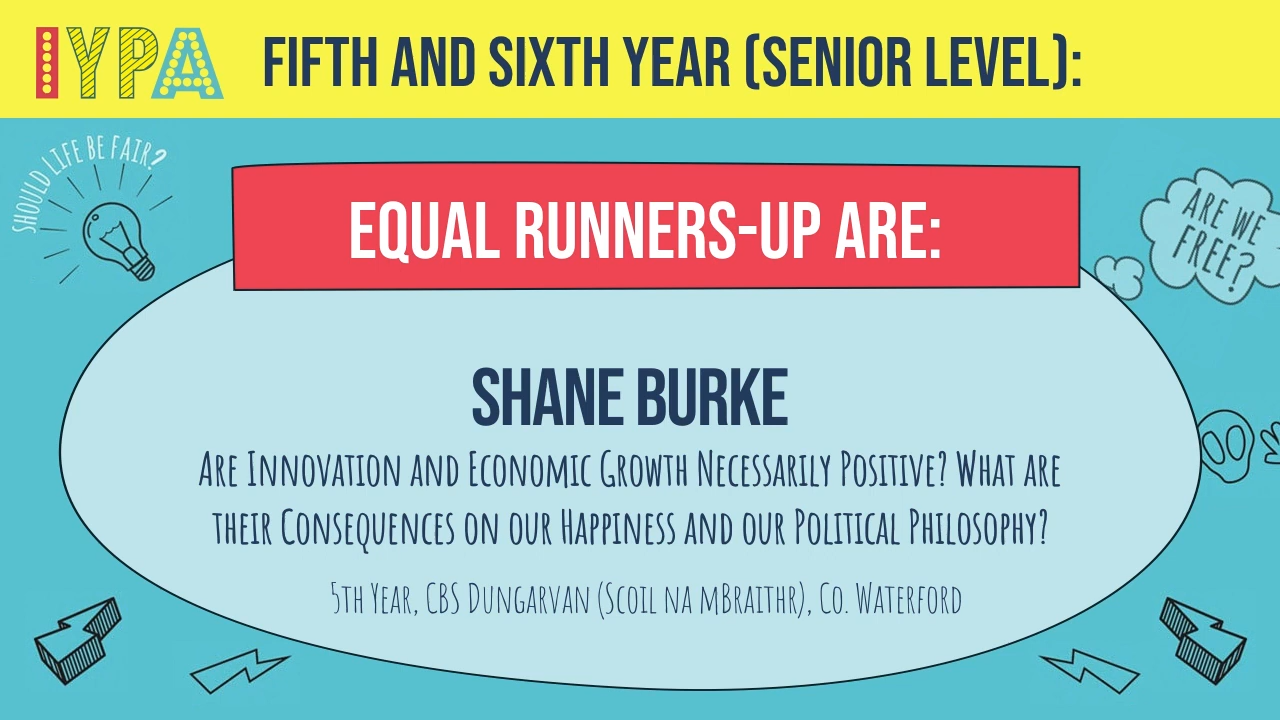 IYPA
FIFTH AND SIXTH YEAR (SENIOR LEVEL):
SHOULD LIFE BE FAIR?
EQUAL RUNNERS-UP ARE:
ARE WE
FREE?
SHANE BURKE
Are Innovation and Economic Growth Necessarily Positive? What are
their Consequences on our Happiness and our Political Philosophy?
5th Year, CBS Dungarvan (Scoil na mBraithr), Co. Waterford